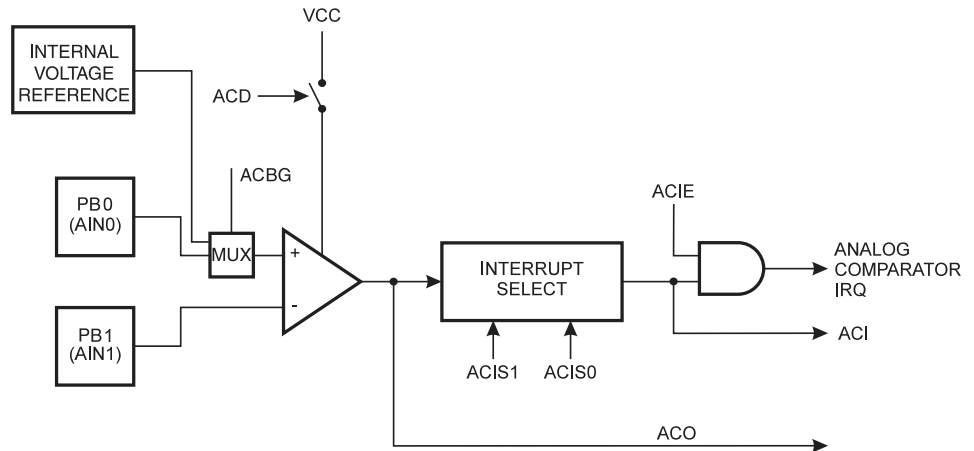 VCC
INTERNAL
VOLTAGE
REFERENCE
ACD
ACBG
PB0
(AIN0)
MUX
+
-
PB1
(AIN1)
INTERRUPT
SELECT
ACIS1
ACIS0
ACIE
ANALOG
COMPARATOR
IRQ
ACI
ACO